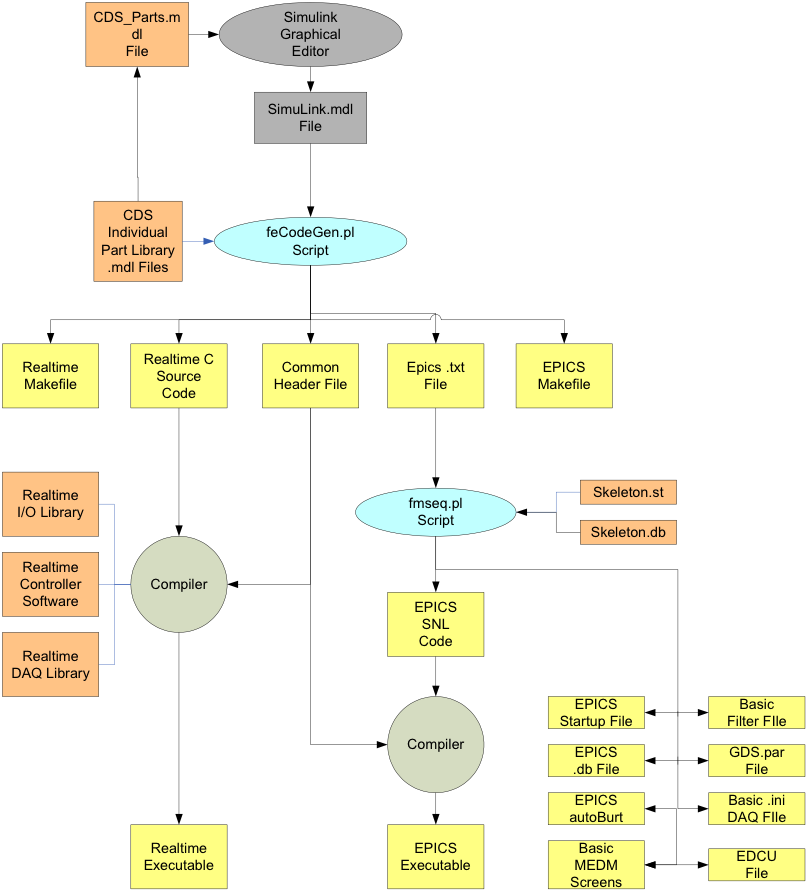 CDS_Parts.m
dl
File
Simulink
Graphical
Editor
SimuLink.mdl
File
CDS
Individual
Part Library
.mdl Files
feCodeGen.pl
Script
Realtime
Makefile
Realtime C
Source
Code
Common
Header File
Epics .txt
File
EPICS
Makefile
Realtime
I/O Library
fmseq.pl
Script
Skeleton.st
Skeleton.db
Realtime
Controller
Software
Compiler
EPICS
SNL
Code
Realtime
DAQ Library
Compiler
EPICS
Startup File
Basic
Filter FIle
EPICS
.db File
GDS.par
File
EPICS
autoBurt
Basic .ini
DAQ FIle
Realtime
Executable
EPICS
Executable
Basic
MEDM
Screens
EDCU
File